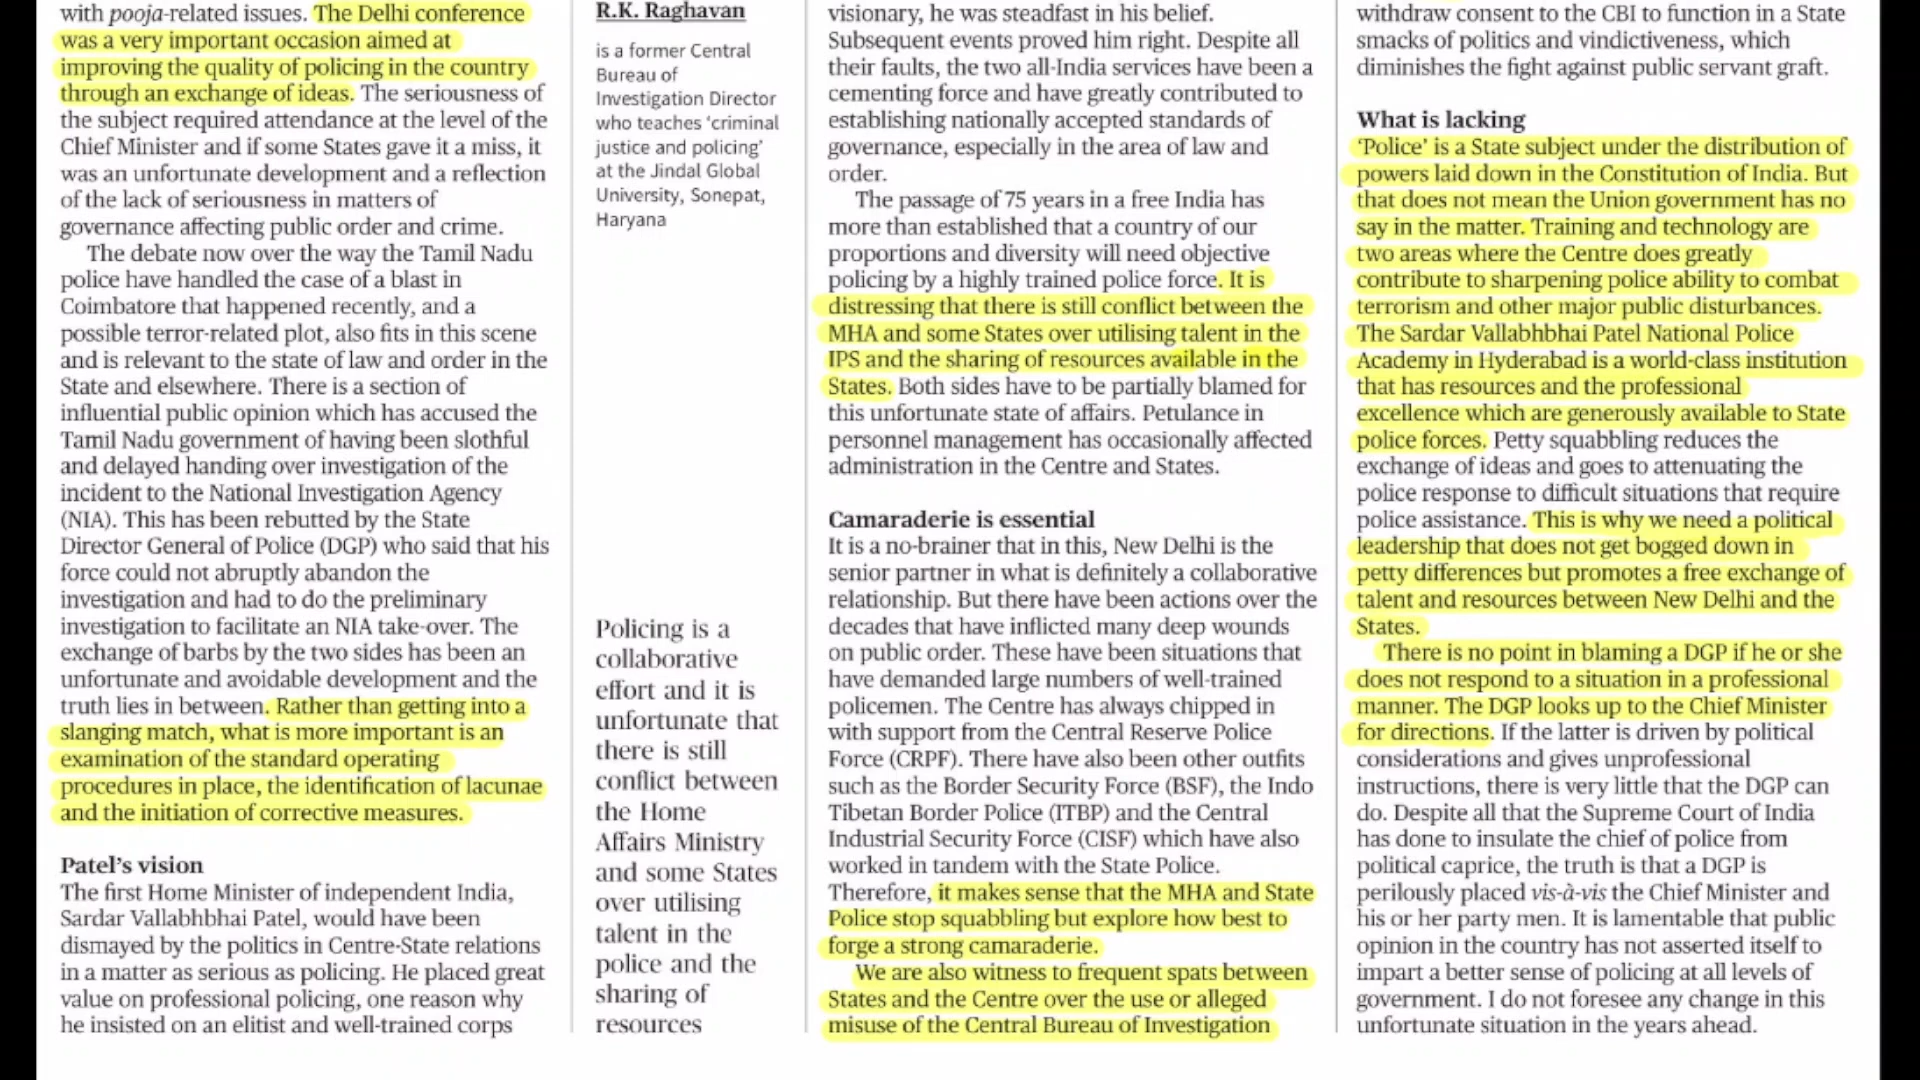 with pooja-related issues. The Delhi conference
was a very important occasion aimed at
improving the quality of policing in the country
through an exchange of ideas. The seriousness of
the subject required attendance at the level of the
Chief Minister and if some States gave it a miss, it
was an unfortunate development and a reflection
of the lack of seriousness in matters of
governance affecting public order and crime.
The debate now over the way the Tamil Nadu
police have handled the case of a blast in
Coimbatore that happened recently, and a
possible terror-related plot, also fits in this scene
and is relevant to the state of law and order in the
State and elsewhere. There is a section of
influential public opinion which has accused the
Tamil Nadu government of having been slothful
and delayed handing over investigation of the
incident to the National Investigation Agency
(NIA). This has been rebutted by the State
Director General of Police (DGP) who said that his
force could not abruptly abandon the
investigation and had to do the preliminary
investigation to facilitate an NIA take-over. The
exchange of barbs by the two sides has been an
unfortunate and avoidable development and the
truth lies in between. Rather than getting into a
slanging match, what is more important is an
examination of the standard operating
procedures in place, the identification of lacunae
and the initiation of corrective measures.
Patel's vision
The first Home Minister of independent India,
Sardar Vallabhbhai Patel, would have been
dismayed by the politics in Centre-State relations
in a matter as serious as policing. He placed great
value on professional policing, one reason why
he insisted on an elitist and well-trained corps
R.K. Raghavan
is a former Central
Bureau of
Investigation Director
who teaches 'criminal
justice and policing'
at the Jindal Global
University, Sonepat,
Haryana
Policing is a
collaborative
effort and it is
unfortunate that
there is still
conflict between
the Home
Affairs Ministry
and some States
over utilising
talent in the
police and the
sharing of
resources
visionary, he was steadfast in his belief.
Subsequent events proved him right. Despite all
their faults, the two all-India services have been a
cementing force and have greatly contributed to
establishing nationally accepted standards of
governance, especially in the area of law and
order.
The passage of 75 years in a free India has
more than established that a country of our
proportions and diversity will need objective
policing by a highly trained police force. It is
distressing that there is still conflict between the
MHA and some States over utilising talent in the
IPS and the sharing of resources available in the
States. Both sides have to be partially blamed for
this unfortunate state of affairs. Petulance in
personnel management has occasionally affected
administration in the Centre and States.
Camaraderie is essential
It is a no-brainer that in this, New Delhi is the
senior partner in what is definitely a collaborative
relationship. But there have been actions over the
decades that have inflicted many deep wounds
on public order. These have been situations that
have demanded large numbers of well-trained
policemen. The Centre has always chipped in
with support from the Central Reserve Police
Force (CRPF). There have also been other outfits
such as the Border Security Force (BSF), the Indo
Tibetan Border Police (ITBP) and the Central
Industrial Security Force (CISF) which have also
worked in tandem with the State Police.
Therefore, it makes sense that the MHA and State
Police stop squabbling but explore how best to
forge a strong camaraderie.
We are also witness to frequent spats between
States and the Centre over the use or alleged
misuse of the Central Bureau of Investigation
withdraw consent to the CBI to function in a State
smacks of politics and vindictiveness, which
diminishes the fight against public servant graft.
What is lacking
'Police' is a State subject under the distribution of
powers laid down in the Constitution of India. But
that does not mean the Union government has no
say in the matter. Training and technology are
two areas where the Centre does greatly
contribute to sharpening police ability to combat
terrorism and other major public disturbances.
The Sardar Vallabhbhai Patel National Police
Academy in Hyderabad is a world-class institution
that has resources and the professional
excellence which are generously available to State
police forces. Petty squabbling reduces the
exchange of ideas and goes to attenuating the
police response to difficult situations that require
police assistance. This is why we need a political
leadership that does not get bogged down in
petty differences but promotes a free exchange of
talent and resources between New Delhi and the
States.
There is no point in blaming a DGP if he or she
does not respond to a situation in a professional
manner. The DGP looks up to the Chief Minister
for directions. If the latter is driven by political
considerations and gives unprofessional
instructions, there is very little that the DGP can
do. Despite all that the Supreme Court of India
has done to insulate the chief of police from
political caprice, the truth is that a DGP is
perilously placed vis-à-vis the Chief Minister and
his or her party men. It is lamentable that public
opinion in the country has not asserted itself to
impart a better sense of policing at all levels of
government. I do not foresee any change in this
unfortunate situation in the years ahead.